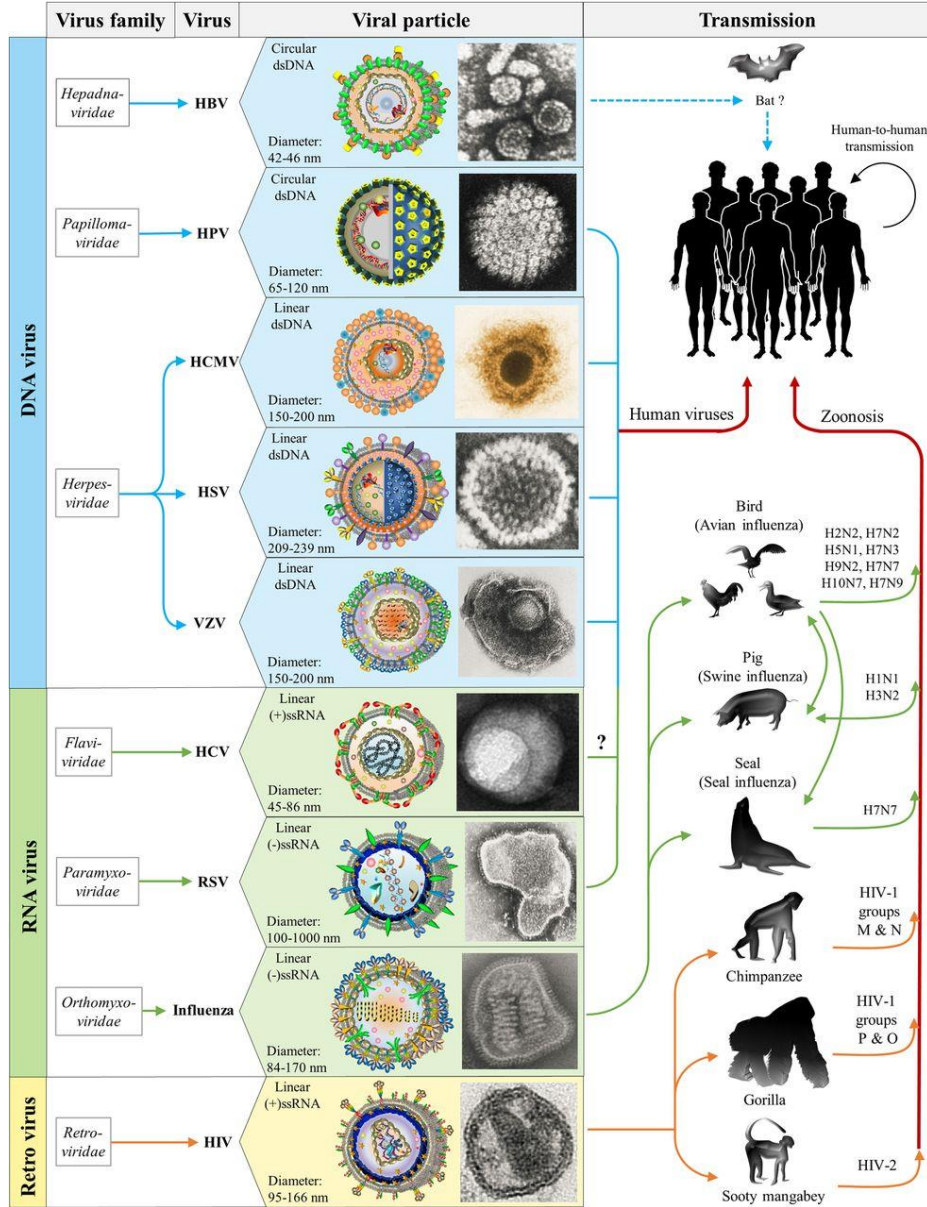 Virus family
Virus
Viral particle
Transmission
DNA virus
Hepadna-
viridae
HBV
Circular
dsDNA
Diameter:
42-46 nm
Bat ?
Human-to-human
transmission
Papilloma-
viridae
HPV
Circular
dsDNA
Diameter:
65-120 nm
Herpes-
viridae
HCMV
Linear
dsDNA
Diameter:
150-200 nm
Human viruses
Zoonosis
HSV
Linear
dsDNA
Diameter:
209-239 nm
VZV
Linear
dsDNA
Diameter:
150-200 nm
Bird
(Avian influenza)
H2N2, H7N2
H5N1, H7N3
H9N2, H7N7
H10N7, H7N9
Pig
(Swine influenza)
H1N1
H3N2
RNA virus
Flavi-
viridae
HCV
Linear
(+)ssRNA
Diameter:
45-86 nm
?
Seal
(Seal influenza)
H7N7
Paramyxo-
viridae
RSV
Linear
(-)ssRNA
Diameter:
100-1000 nm
HIV-1
groups
M & N
Chimpanzee
Orthomyxo-
viridae
Influenza
Linear
(-)ssRNA
Diameter:
84-170 nm
HIV-1
groups
P & O
Gorilla
Retro virus
Retro-
viridae
HIV
Linear
(+)ssRNA
Diameter:
95-166 nm
HIV-2
Sooty mangabey